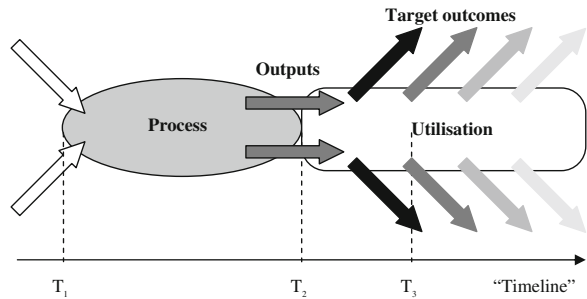 Target outcomes
Outputs
Process
Utilisation
T1
T2
T3
“Timeline”